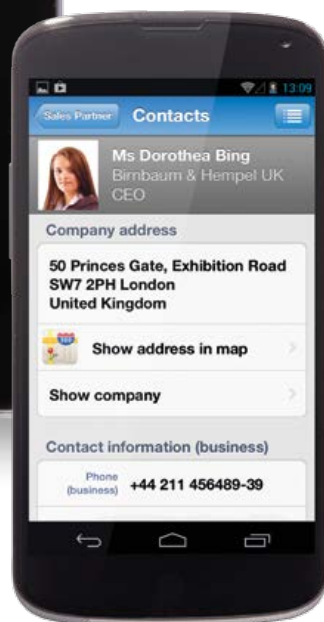 13:09
Sales Partner Contacts
Ms Dorothea Bing
Birnbaum & Hempel UK
CEO
Company address
50 Princes Gate, Exhibition Road
SW7 2PH London
United Kingdom
Show address in map
Show company
Contact information (business)
Phone
(business) +44 211 456489-39